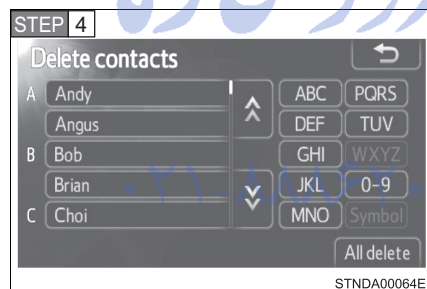 STEP 4
Delete contacts
A Andy ABC PQRS
Angus DEF TUV
B Bob GHI WXYZ
Brian JKL 0-9
C Choi MNO Symbol
All delete
STNDA00064E